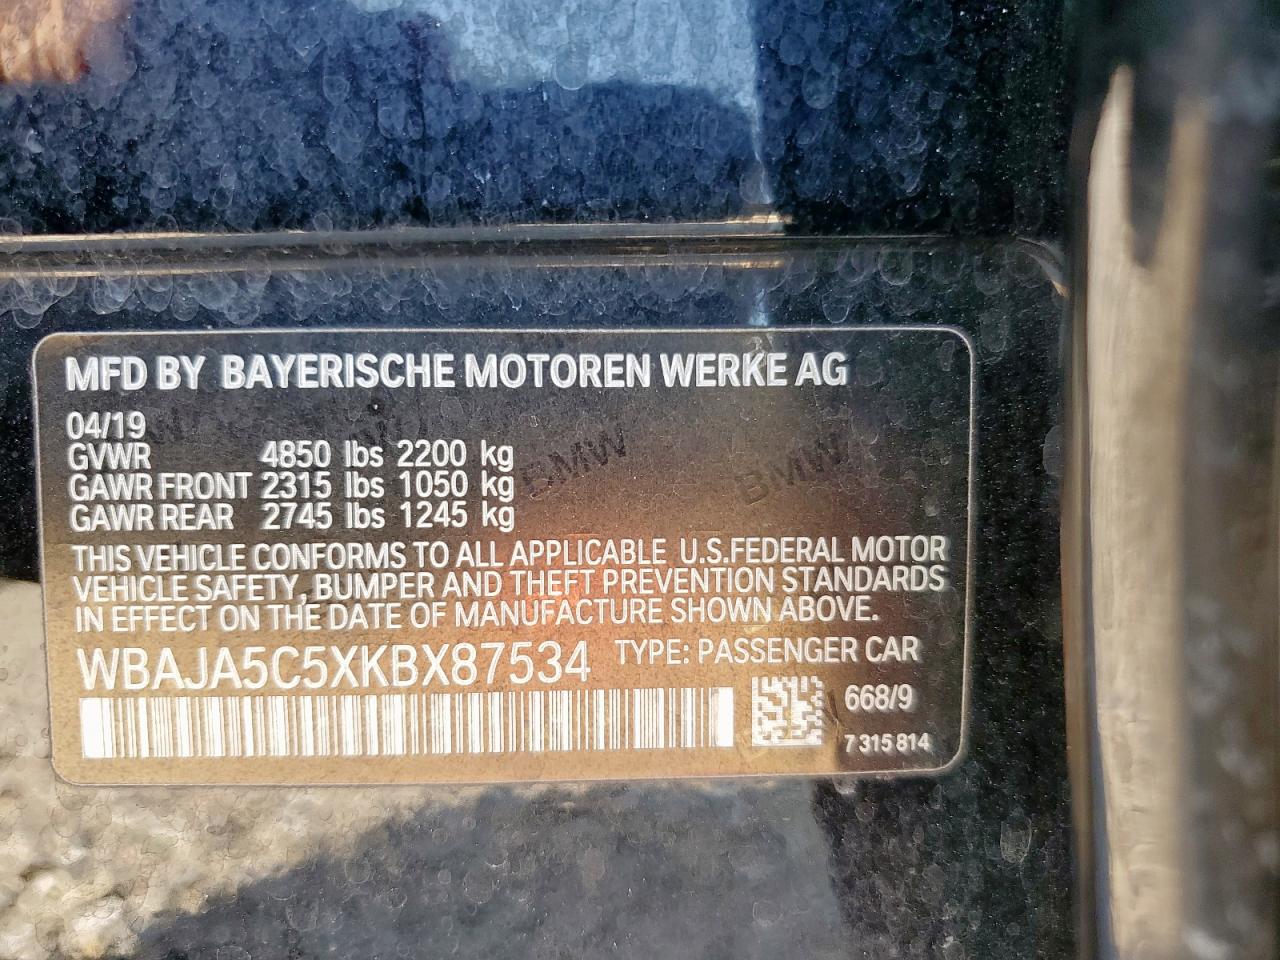 MFD BY BAYERISCHE MOTOREN WERKE AG
04/19
GVWR 4850 lbs 2200 kg
GAWR FRONT 2315 lbs 1050 kg
GAWR REAR 2745 lbs 1245 kg
BMW BMW
THIS VEHICLE CONFORMS TO ALL APPLICABLE U.S.FEDERAL MOTOR
VEHICLE SAFETY, BUMPER AND THEFT PREVENTION STANDARDS
IN EFFECT ON THE DATE OF MANUFACTURE SHOWN ABOVE.
WBAJA5C5XKBX87534 TYPE: PASSENGER CAR
668/9
7 315 814